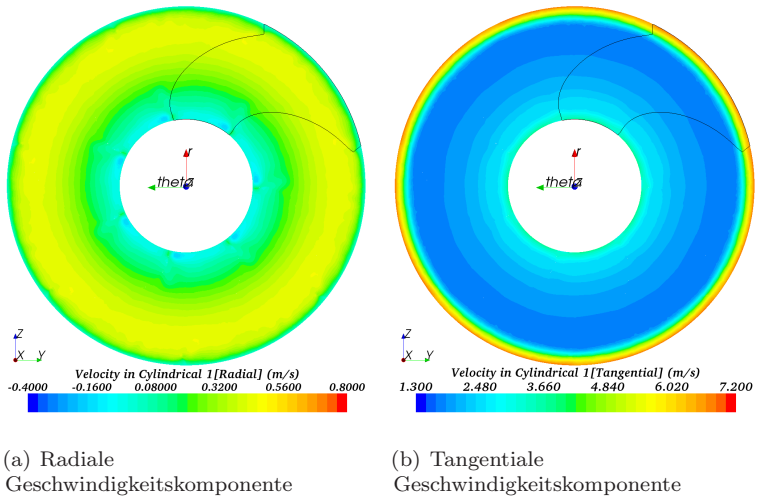 r
thetaZ
Z
X Y
Velocity in Cylindrical 1[Radial] (m/s)
-0.4000 -0.1600 0.08000 0.3200 0.5600 0.8000
(a) Radiale
Geschwindigkeitskomponente
r
thetaZ
Z
X Y
Velocity in Cylindrical 1[Tangential] (m/s)
1.300 2.480 3.660 4.840 6.020 7.200
(b) Tangentiale
Geschwindigkeitskomponente